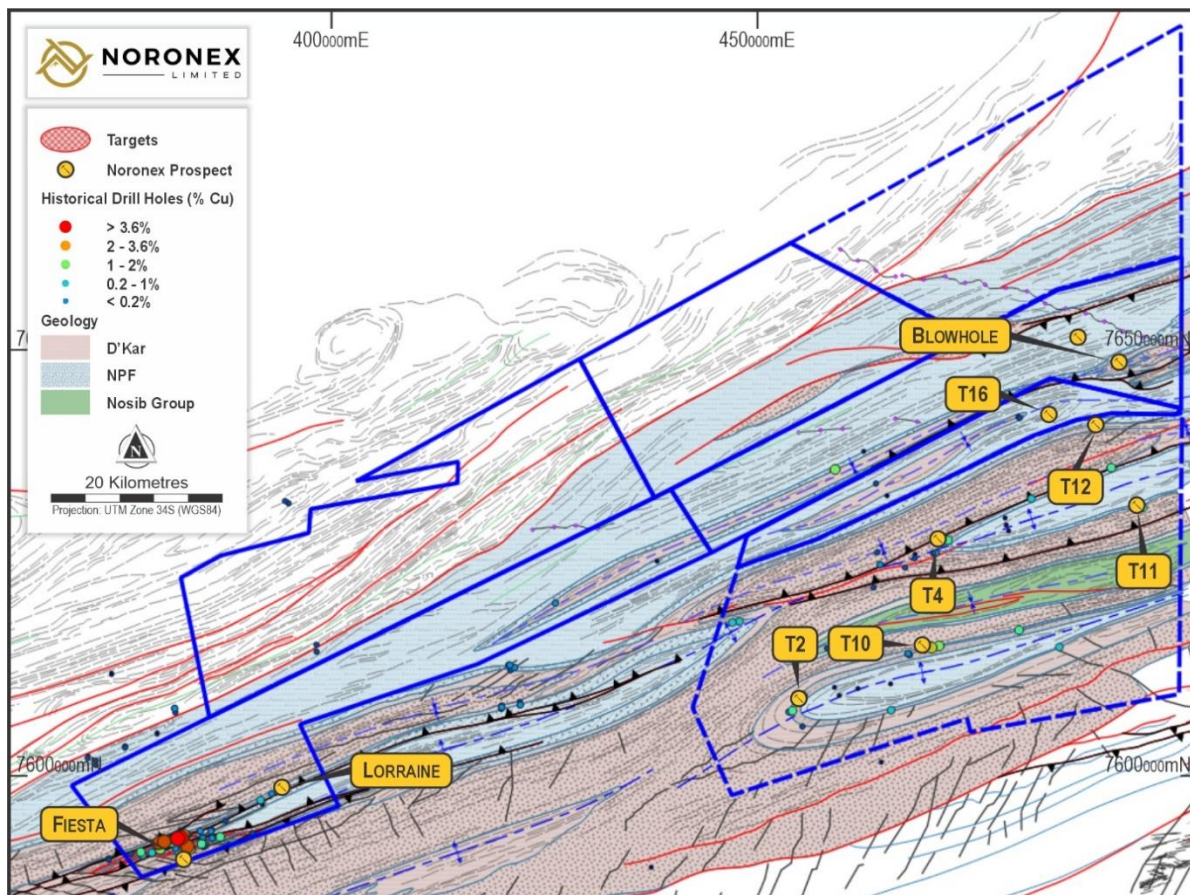 NORONEX
LIMITED
Targets
Noronex Prospect
Historical Drill Holes (% Cu)
> 3.6%
2 - 3.6%
1 - 2%
0.2 - 1%
< 0.2%
Geology
D'Kar
NPF
Nosib Group
N
20 Kilometres
Projection: UTM Zone 34S (WGS84)
400000mE
450000mE
BLOWHOLE
7650000mN
T16
T12
T11
T4
T10
T2
LORRAINE
FIESTA
7600000mN
7600000mN